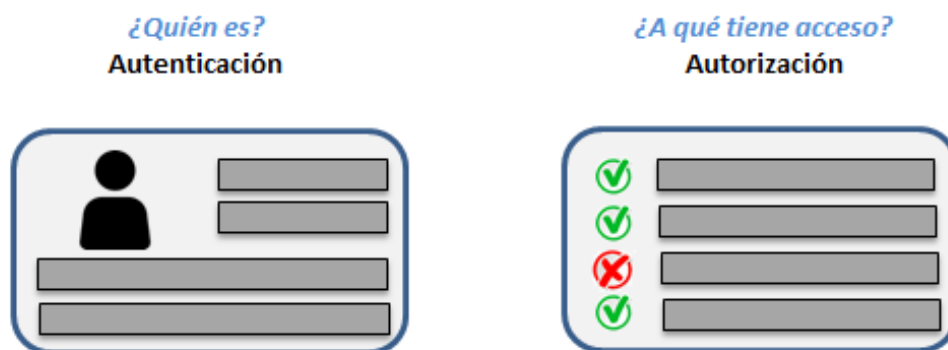 ¿Quién es?
Autenticación
¿A qué tiene acceso?
Autorización